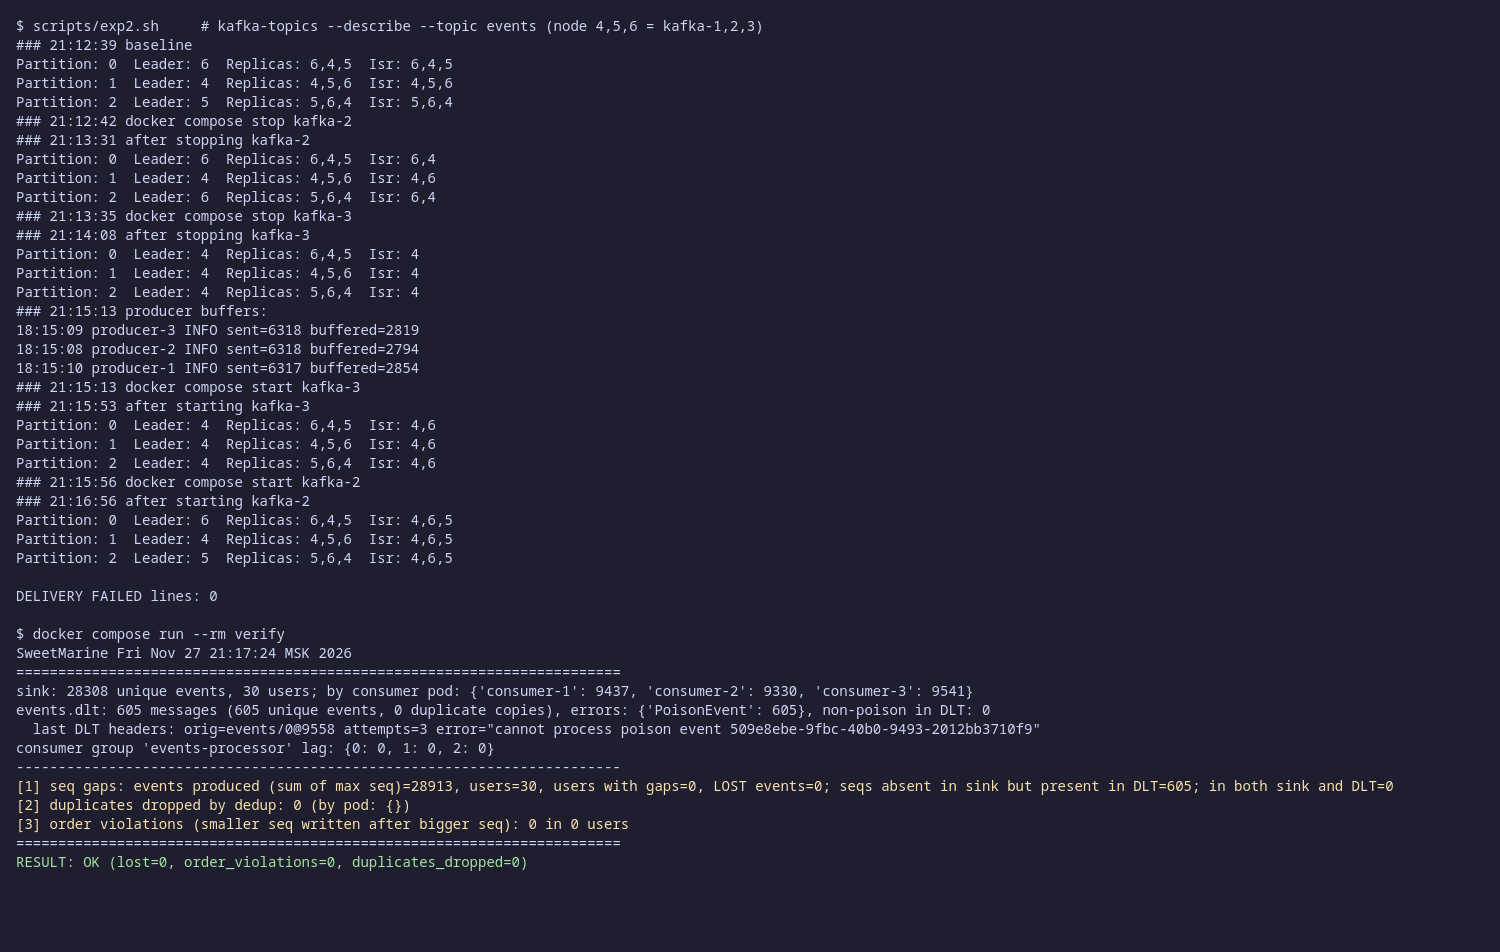 $ scripts/exp2.sh     # kafka-topics --describe --topic events (node 4,5,6 = kafka-1,2,3)
### 21:12:39 baseline
Partition: 0  Leader: 6  Replicas: 6,4,5  Isr: 6,4,5
Partition: 1  Leader: 4  Replicas: 4,5,6  Isr: 4,5,6
Partition: 2  Leader: 5  Replicas: 5,6,4  Isr: 5,6,4
### 21:12:42 docker compose stop kafka-2
### 21:13:31 after stopping kafka-2
Partition: 0  Leader: 6  Replicas: 6,4,5  Isr: 6,4
Partition: 1  Leader: 4  Replicas: 4,5,6  Isr: 4,6
Partition: 2  Leader: 6  Replicas: 5,6,4  Isr: 6,4
### 21:13:35 docker compose stop kafka-3
### 21:14:08 after stopping kafka-3
Partition: 0  Leader: 4  Replicas: 6,4,5  Isr: 4
Partition: 1  Leader: 4  Replicas: 4,5,6  Isr: 4
Partition: 2  Leader: 4  Replicas: 5,6,4  Isr: 4
### 21:15:13 producer buffers:
18:15:09 producer-3 INFO sent=6318 buffered=2819
18:15:08 producer-2 INFO sent=6318 buffered=2794
18:15:10 producer-1 INFO sent=6317 buffered=2854
### 21:15:13 docker compose start kafka-3
### 21:15:53 after starting kafka-3
Partition: 0  Leader: 4  Replicas: 6,4,5  Isr: 4,6
Partition: 1  Leader: 4  Replicas: 4,5,6  Isr: 4,6
Partition: 2  Leader: 4  Replicas: 5,6,4  Isr: 4,6
### 21:15:56 docker compose start kafka-2
### 21:16:56 after starting kafka-2
Partition: 0  Leader: 6  Replicas: 6,4,5  Isr: 4,6,5
Partition: 1  Leader: 4  Replicas: 4,5,6  Isr: 4,6,5
Partition: 2  Leader: 5  Replicas: 5,6,4  Isr: 4,6,5

DELIVERY FAILED lines: 0

$ docker compose run --rm verify
SweetMarine Fri Nov 27 21:17:24 MSK 2026
========================================================================
sink: 28308 unique events, 30 users; by consumer pod: {'consumer-1': 9437, 'consumer-2': 9330, 'consumer-3': 9541}
events.dlt: 605 messages (605 unique events, 0 duplicate copies), errors: {'PoisonEvent': 605}, non-poison in DLT: 0
  last DLT headers: orig=events/0@9558 attempts=3 error="cannot process poison event 509e8ebe-9fbc-40b0-9493-2012bb3710f9"
consumer group 'events-processor' lag: {0: 0, 1: 0, 2: 0}
------------------------------------------------------------------------
[1] seq gaps: events produced (sum of max seq)=28913, users=30, users with gaps=0, LOST events=0; seqs absent in sink but present in DLT=605; in both sink and DLT=0
[2] duplicates dropped by dedup: 0 (by pod: {})
[3] order violations (smaller seq written after bigger seq): 0 in 0 users
========================================================================
RESULT: OK (lost=0, order_violations=0, duplicates_dropped=0)